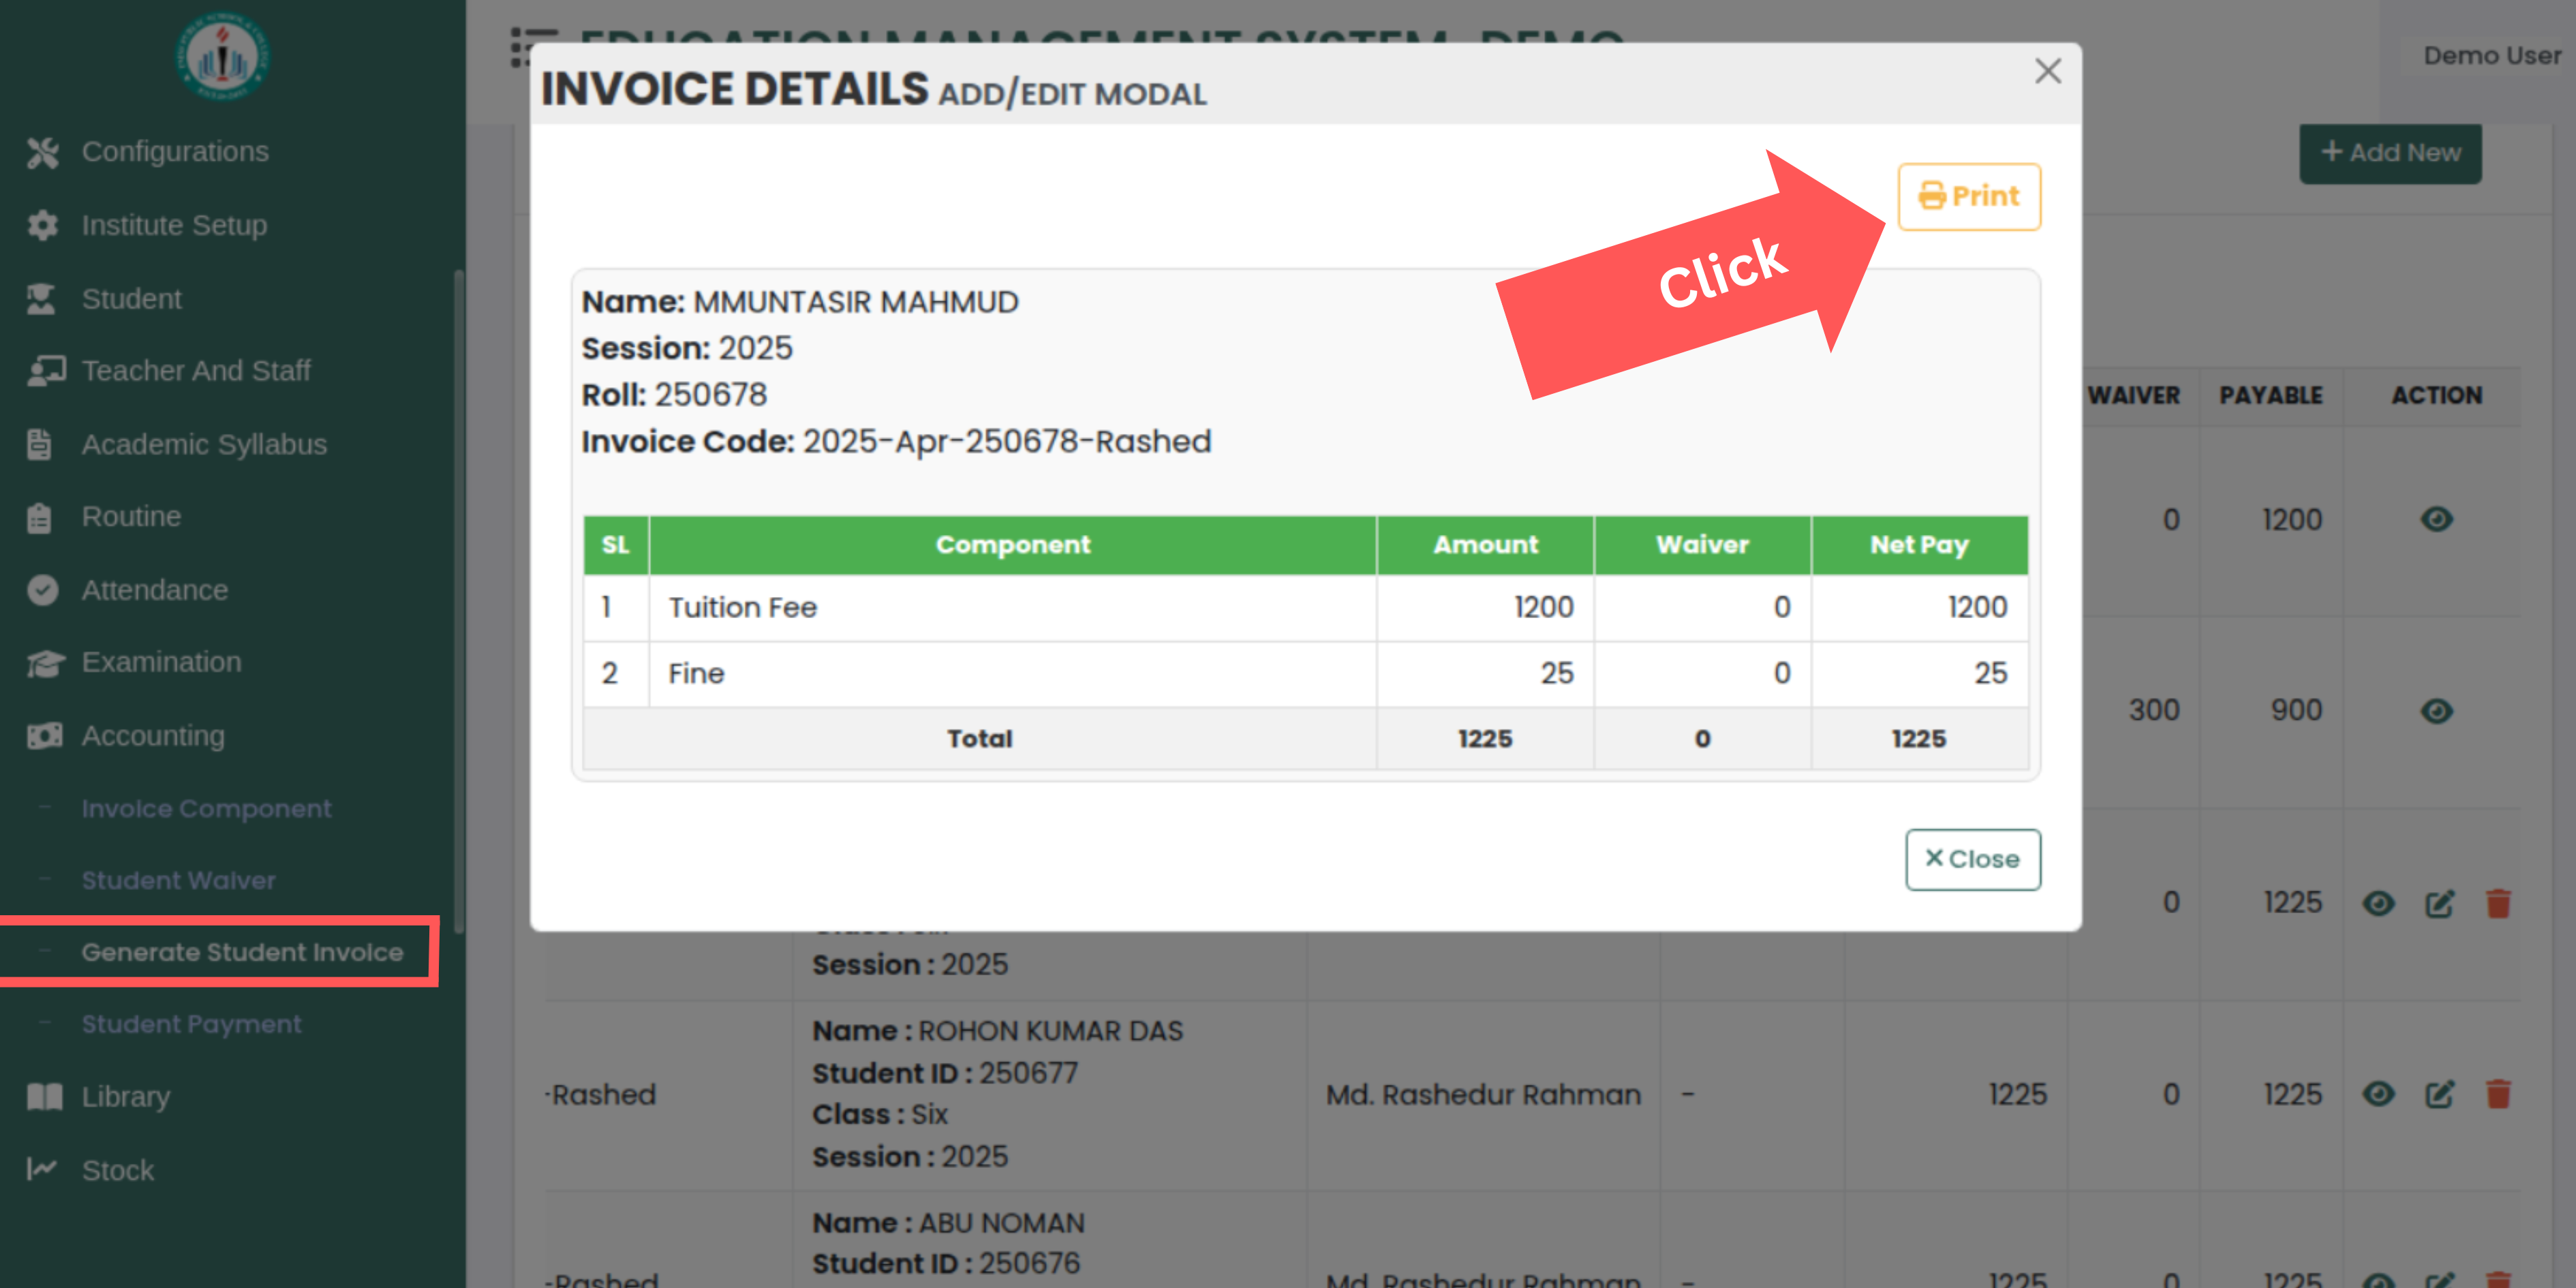 EDUCATION MANAGEMENT SYSTEM -DEMO
Demo User
Configurations
Institute Setup
Student
Teacher And Staff
Academic Syllabus
Routine
Attendance
Examination
Accounting
Invoice Component
Student Waiver
Generate Student Invoice
Student Payment
Library
Stock
INVOICE DETAILS ADD/EDIT MODAL
Print
Click
Name: MMUNTASIR MAHMUD
Session: 2025
Roll: 250678
Invoice Code: 2025-Apr-250678-Rashed
SL Component Amount Waiver Net Pay
1 Tuition Fee 1200 0 1200
2 Fine 25 0 25
Total 1225 0 1225
Close
Add New
WAIVER PAYABLE ACTION
0 1200
300 900
0 1225
Session : 2025
Name : ROHON KUMAR DAS
Student ID : 250677
-Rashed Class : Six Md. Rashedur Rahman - 1225 0 1225
Session : 2025
Name : ABU NOMAN
Student ID : 250676
-Rashed Md. Rashedur Rahman - 1225 0 1225